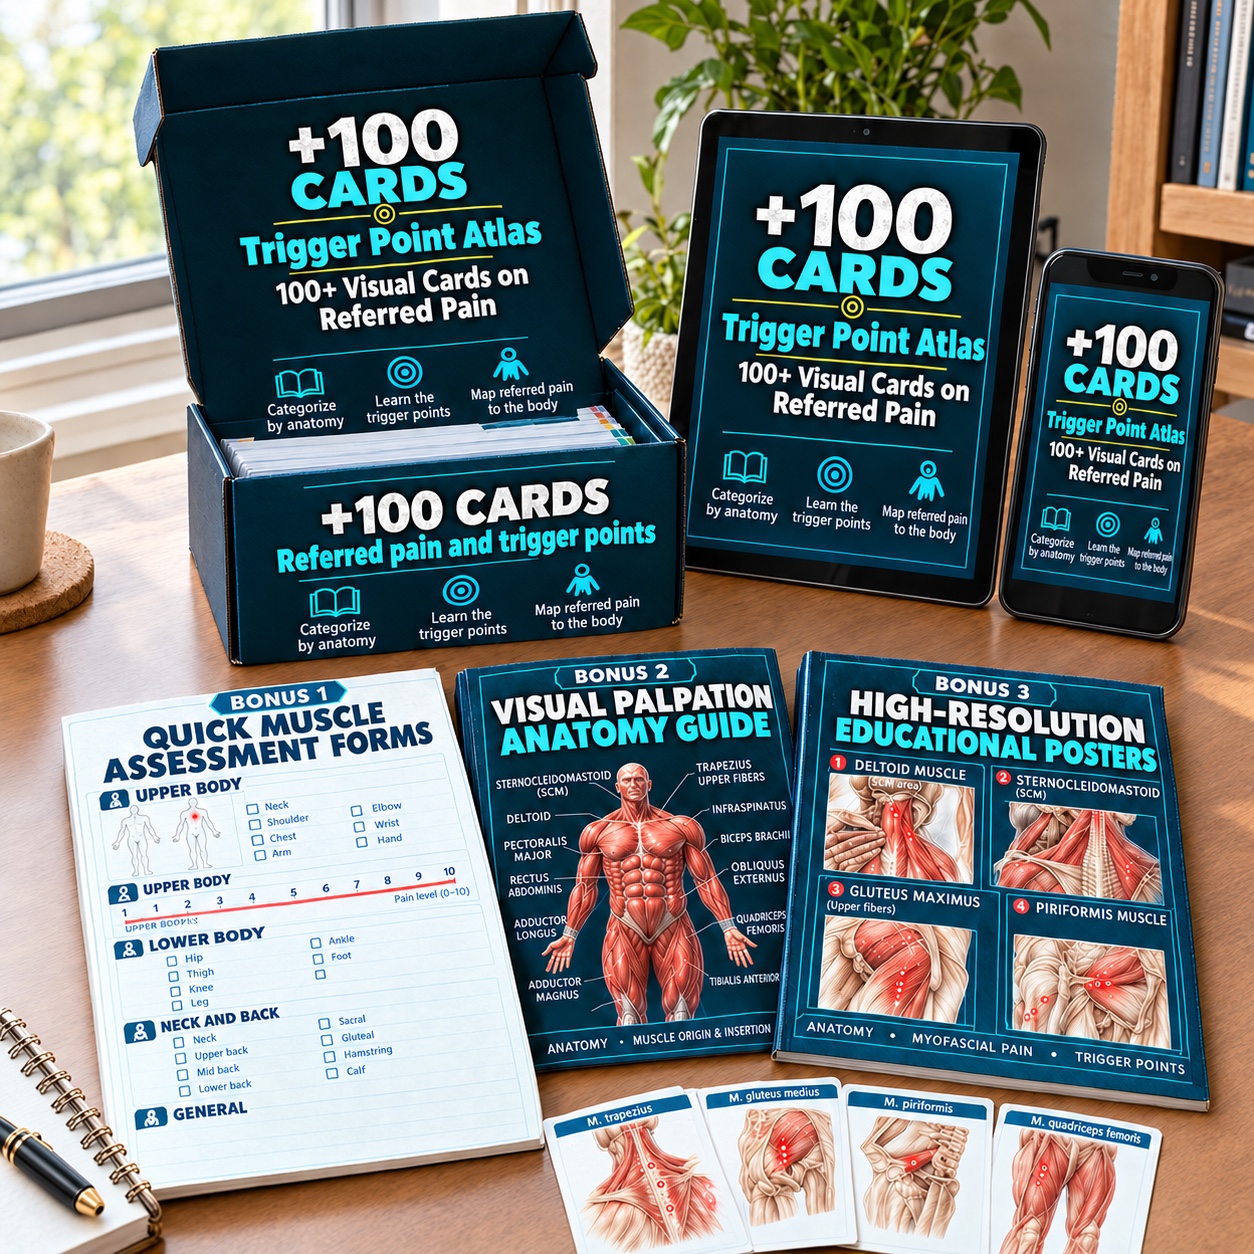 +100
CARDS
Trigger Point Atlas
100+ Visual Cards on
Referred Pain
Categorize
by anatomy
Learn the
trigger points
Map referred pain
to the body
+100 CARDS
Referred pain and trigger points
Categorize
by anatomy
Learn the
trigger points
Map referred pain
to the body
+100
CARDS
Trigger Point Atlas
100+ Visual Cards on
Referred Pain
Categorize
by anatomy
Learn the
trigger points
Map referred pain
to the body
+100
CARDS
Trigger Point Atlas
100+ Visual Cards on
Referred Pain
Categorize
by anatomy
Learn the
trigger points
Map referred pain
to the body
BONUS 1
QUICK MUSCLE
ASSESSMENT FORMS
UPPER BODY
Neck
Shoulder
Chest
Arm
Elbow
Wrist
Hand
UPPER BODY
1 1 2 3 4 5 6 7 8 9 10
Pain level (0-10)
LOWER BODY
Hip
Thigh
Knee
Leg
Ankle
Foot
NECK AND BACK
Neck
Upper back
Mid back
Lower back
Sacral
Gluteal
Hamstring
Calf
GENERAL
BONUS 2
VISUAL PALPATION
ANATOMY GUIDE
STERNOCLEIDOMASTOID
(SCM)
DELTOID
PECTORALIS
MAJOR
RECTUS
ABDOMINIS
ADDUCTOR
LONGUS
ADDUCTOR
MAGNUS
TRAPEZIUS
UPPER FIBERS
INFRASPINATUS
BICEPS BRACHII
OBLIQUUS
EXTERNUS
QUADRICEPS
FEMORIS
TIBIALIS ANTERIOR
ANATOMY • MUSCLE ORIGIN & INSERTION
BONUS 3
HIGH-RESOLUTION
EDUCATIONAL POSTERS
1 DELTOID MUSCLE
(SCM area)
2 STERNOCLEIDOMASTOID
(SCM)
3 GLUTEUS MAXIMUS
(Upper fibers)
4 PIRIFORMIS MUSCLE
ANATOMY • MYOFASCIAL PAIN • TRIGGER POINTS
M. trapezius
M. gluteus medius
M. piriformis
M. quadriceps femoris